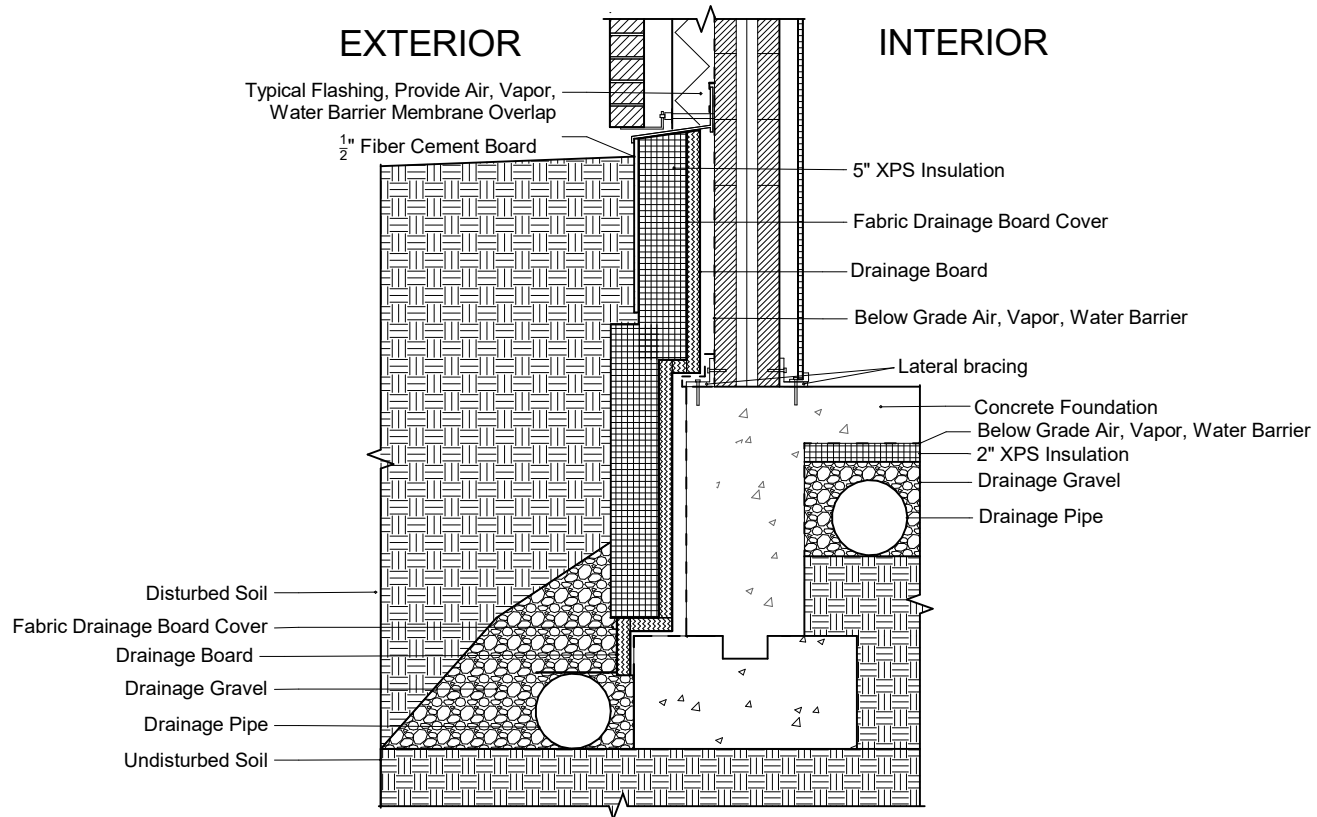 EXTERIOR
INTERIOR
Typical Flashing, Provide Air, Vapor,
Water Barrier Membrane Overlap
1/2" Fiber Cement Board
5" XPS Insulation
Fabric Drainage Board Cover
Drainage Board
Below Grade Air, Vapor, Water Barrier
Lateral bracing
Concrete Foundation
Below Grade Air, Vapor, Water Barrier
2" XPS Insulation
Drainage Gravel
Drainage Pipe
Disturbed Soil
Fabric Drainage Board Cover
Drainage Board
Drainage Gravel
Drainage Pipe
Undisturbed Soil